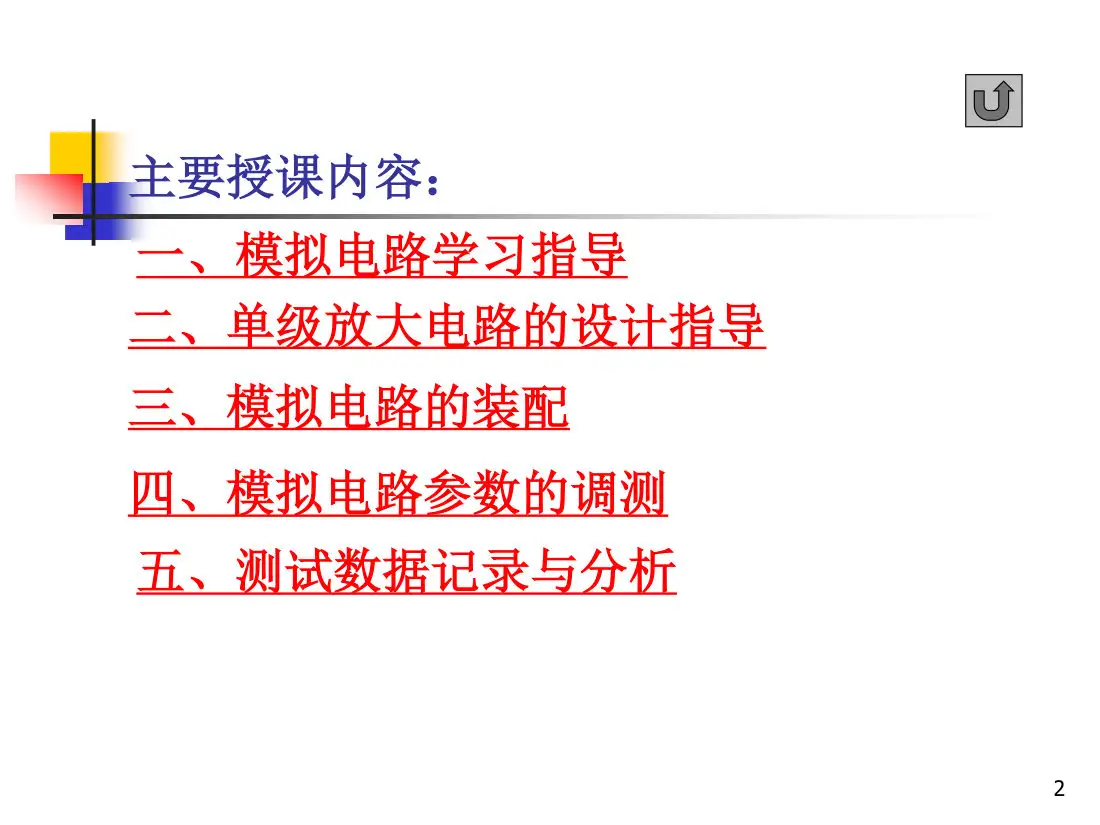 主要授课内容：
一、模拟电路学习指导
二、单级放大电路的设计指导
三、模拟电路的装配
四、模拟电路参数的调测
五、测试数据记录与分析
2